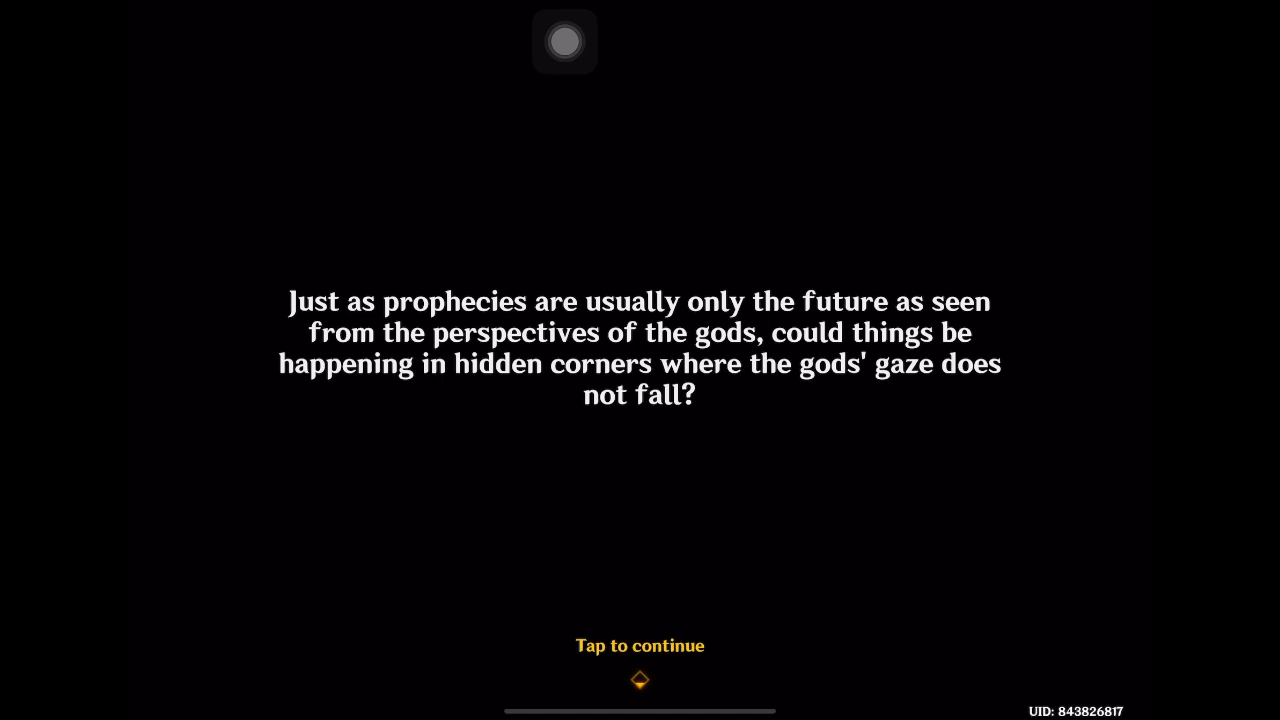 Just as prophecies are usually only the future as seen
from the perspectives of the gods, could things be
happening in hidden corners where the gods' gaze does
not fall?
Tap to continue
UID: 843826817